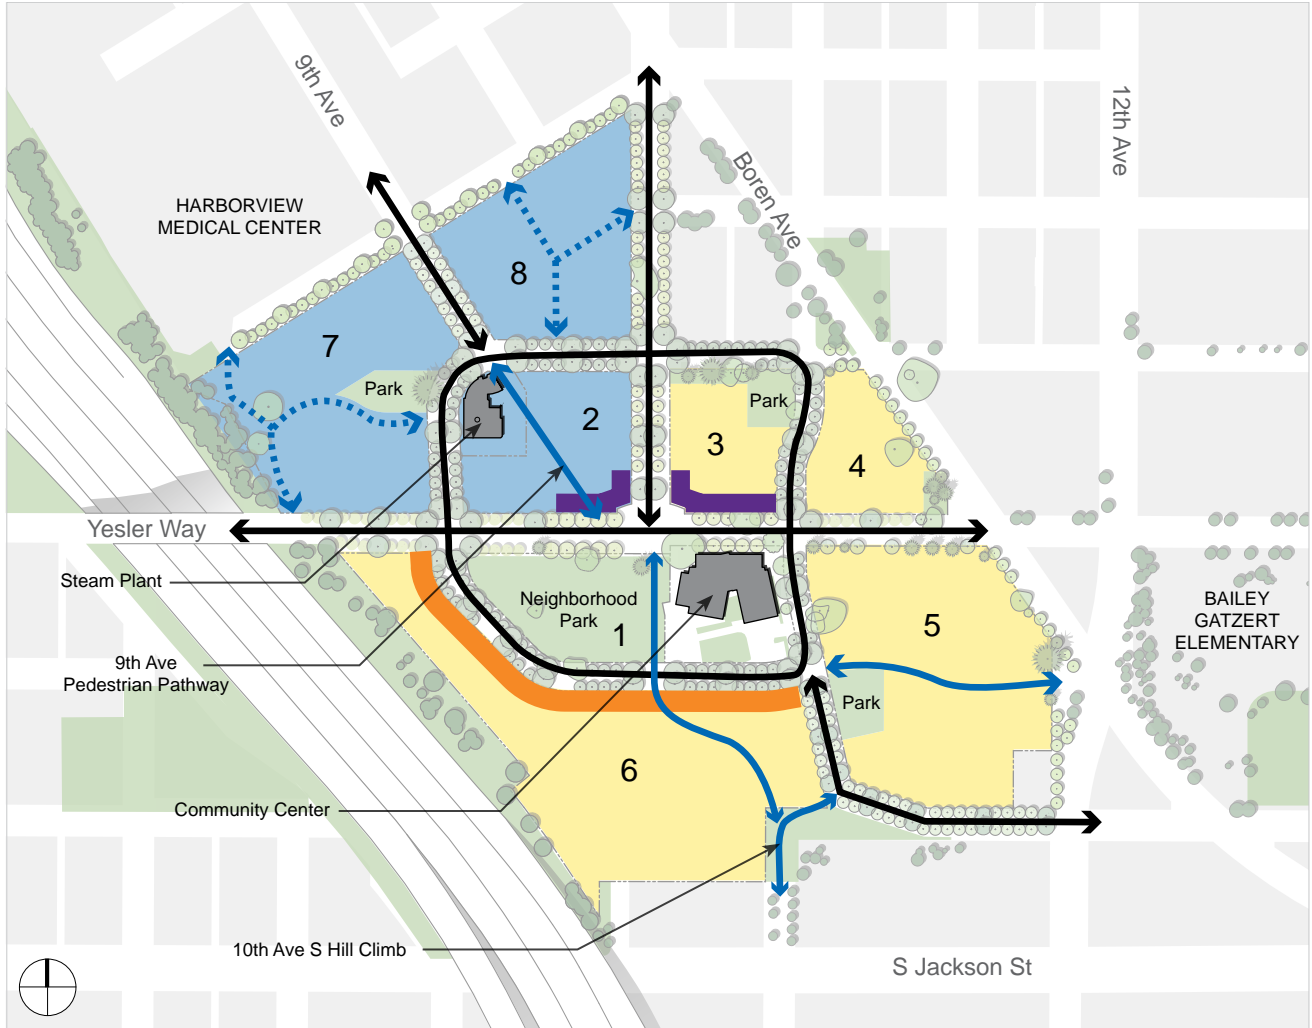 9th Ave
12th Ave
Boren Ave
HARBORVIEW
MEDICAL CENTER
8
7
Park
2
Park
3
4
Yesler Way
Steam Plant
Neighborhood
Park
1
5
BAILEY
GATZERT
ELEMENTARY
9th Ave
Pedestrian Pathway
Park
6
Community Center
10th Ave S Hill Climb
S Jackson St